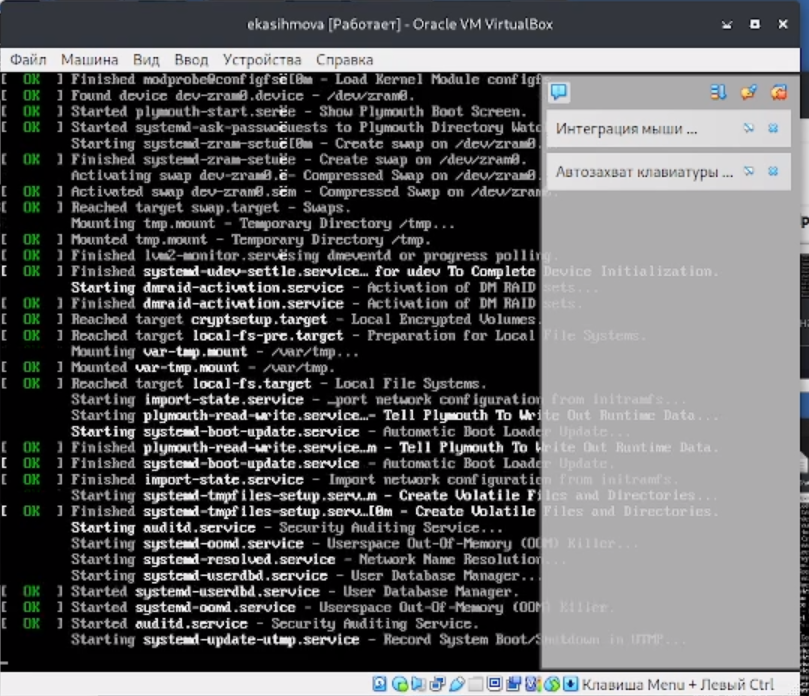 ekasihmova [Работает] - Oracle VM VirtualBox
Файл Машина Вид Ввод Устройства Справка
[ OK ] Finished modprobe@configfsё[0m - Load Kernel Module configf
[ OK ] Found device dev-zram0.device - /dev/zram0.
[ OK ] Started plymouth-start.serёe - Show Plymouth Boot Screen.
[ OK ] Started systemd-ask-passwoёuests to Plymouth Directory Watc
Starting systemd-zram-setuё[0m - Create swap on /dev/zram0...
[ OK ] Finished systemd-zram-setuёe - Create swap on /dev/zram0.
Activating swap dev-zram0.ё- Compressed Swap on /dev/zram
[ OK ] Activated swap dev-zram0.sёm - Compressed Swap on /dev/zram
[ OK ] Reached target swap.target - Swaps.
Mounting tmp.mount - Temporary Directory /tmp...
[ OK ] Mounted tmp.mount - Temporary Directory /tmp.
[ OK ] Finished lvm2-monitor.servёsing dmeventd or progress polling.
[ OK ] Finished systemd-udev-settle.service… for udev To Complete Device Initialization.
Starting dmraid-activation.service - Activation of DM RAID sets...
[ OK ] Finished dmraid-activation.service - Activation of DM RAID sets.
[ OK ] Reached target cryptsetup.target - Local Encrypted Volumes.
[ OK ] Reached target local-fs-pre.target - Preparation for Local File Systems.
Mounting var-tmp.mount - /var/tmp...
[ OK ] Mounted var-tmp.mount - /var/tmp.
[ OK ] Reached target local-fs.target - Local File Systems.
Starting import-state.service - …port network configuration from initramfs...
Starting plymouth-read-write.service…- Tell Plymouth To Write Out Runtime Data...
Starting systemd-boot-update.service - Automatic Boot Loader Update...
[ OK ] Finished plymouth-read-write.service…m - Tell Plymouth To Write Out Runtime Data.
[ OK ] Finished systemd-boot-update.service - Automatic Boot Loader Update.
[ OK ] Finished import-state.service - Import network configuration from initramfs.
Starting systemd-tmpfiles-setup.serv…m - Create Volatile Files and Directories...
[ OK ] Finished systemd-tmpfiles-setup.serv…[0m - Create Volatile Files and Directories.
Starting auditd.service - Security Auditing Service...
Starting systemd-oomd.service - Userspace Out-Of-Memory (OOM) Killer...
Starting systemd-resolved.service - Network Name Resolution...
Starting systemd-userdbd.service - User Database Manager...
[ OK ] Started systemd-userdbd.service - User Database Manager.
[ OK ] Started systemd-oomd.service - Userspace Out-Of-Memory (OOM) Killer.
[ OK ] Started auditd.service - Security Auditing Service.
Starting systemd-update-utmp.service - Record System Boot/Shutdown in UTMP...
Интеграция мыши ...
Автозахват клавиатуры ...
Клавиша Menu + Левый Ctrl